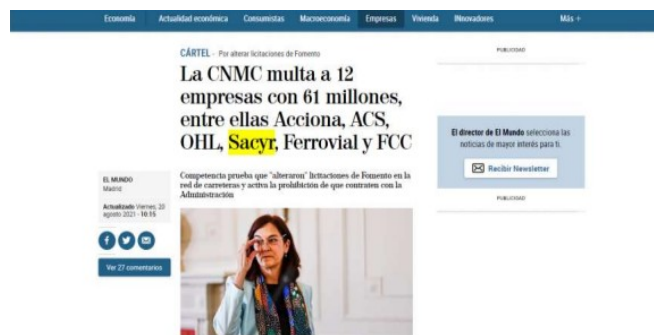 Economía Actualidad económica Consumistas Macroeconomía Empresas Vivienda INnovadores Más +
CÁRTEL - Por alterar licitaciones de Fomento
La CNMC multa a 12
empresas con 61 millones,
entre ellas Acciona, ACS,
OHL, Sacyr, Ferrovial y FCC
Competencia prueba que "alteraron" licitaciones de Fomento en la
red de carreteras y activa la prohibición de que contraten con la
Administración
EL MUNDO
Madrid
Actualizado Viernes, 20
agosto 2021 - 10:15
Ver 27 comentarios
PUBLICIDAD
El director de El Mundo selecciona las
noticias de mayor interés para ti.
Recibir Newsletter
PUBLICIDAD